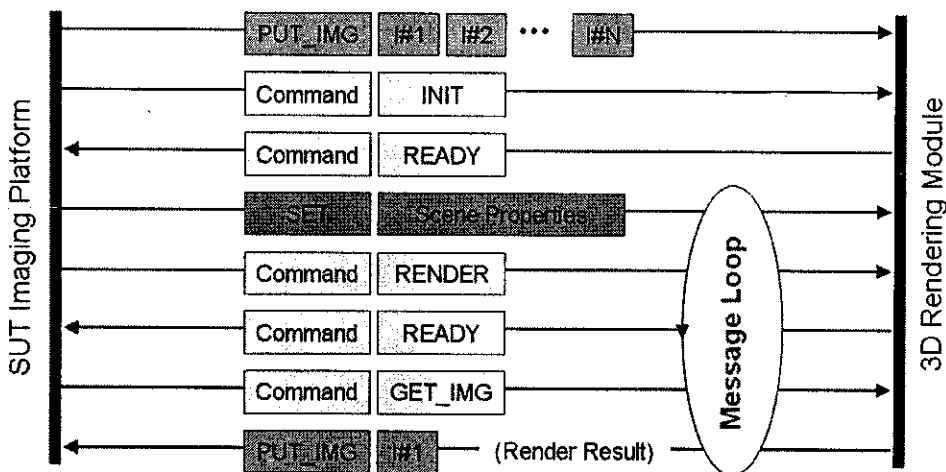 SUT Imaging Platform
PUT_IMG I#1 I#2 ••• I#N
Command INIT
Command READY
SET Scene Properties
Command RENDER
Command READY
Command GET_IMG
PUT_IMG I#1 (Render Result)
Message Loop
3D Rendering Module